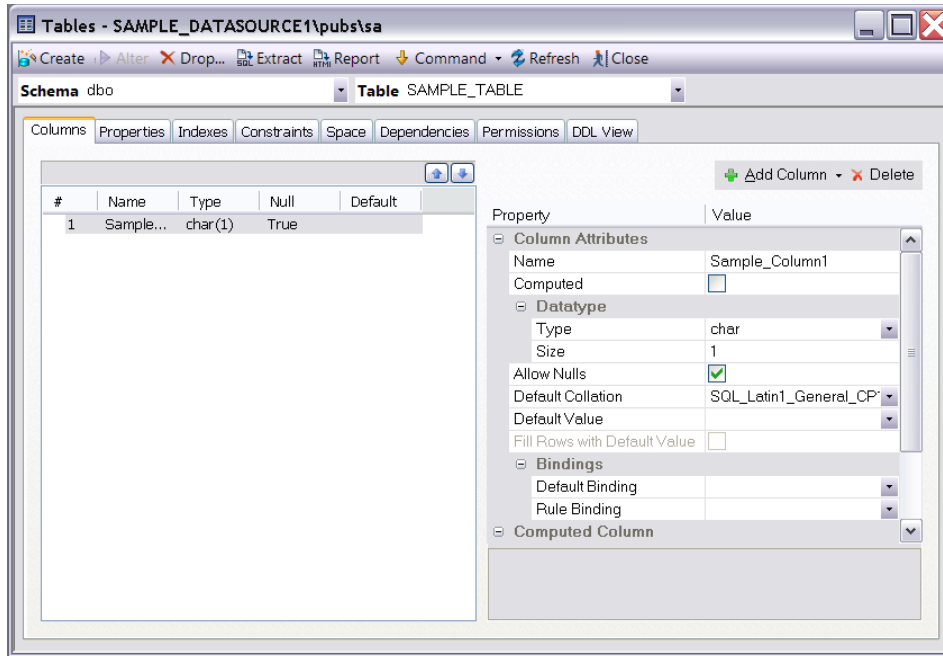 Tables - SAMPLE_DATASOURCE1\pubs\sa
Create Alter Drop... Extract Report Command Refresh Close
Schema dbo Table SAMPLE_TABLE
Columns Properties Indexes Constraints Space Dependencies Permissions DDL View
Add Column Delete
# Name Type Null Default
1 Sample... char(1) True
Property Value
Column Attributes
Name Sample_Column1
Computed
Datatype
Type char
Size 1
Allow Nulls
Default Collation SQL_Latin1_General_CP
Default Value
Fill Rows with Default Value
Bindings
Default Binding
Rule Binding
Computed Column